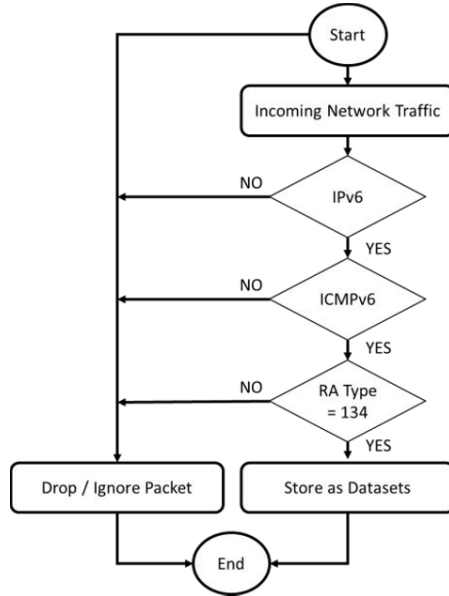 Start
Incoming Network Traffic
NO
IPv6
YES
NO
ICMPv6
YES
NO
RA Type
= 134
YES
Drop / Ignore Packet
Store as Datasets
End